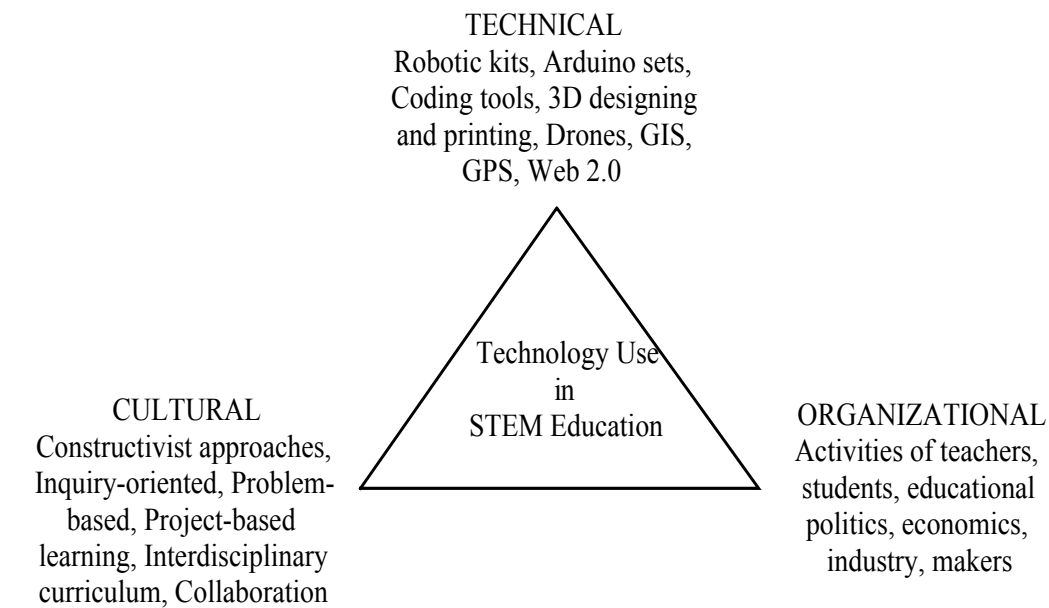 TECHNICAL
Robotic kits, Arduino sets,
Coding tools, 3D designing
and printing, Drones, GIS,
GPS, Web 2.0
Technology Use
in
STEM Education
CULTURAL
Constructivist approaches,
Inquiry-oriented, Problem-
based, Project-based
learning, Interdisciplinary
curriculum, Collaboration
ORGANIZATIONAL
Activities of teachers,
students, educational
politics, economics,
industry, makers